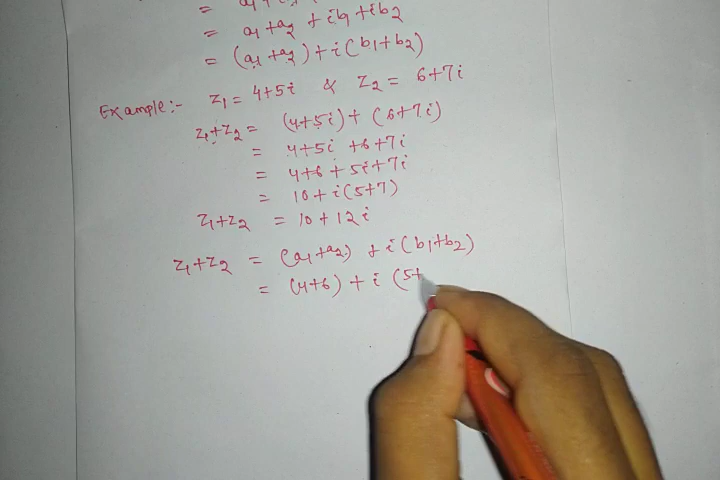 = a₁ + a₂ + ib₁ + ib₂
= (a₁ + a₂) + i(b₁+b₂)
Example:- z₁ = 4+5i & z₂ = 6+7i
z₁+z₂ = (4+5i) + (6+7i)
= 4+5i +6+7i
= 4+6+5i+7i
= 10+i(5+7)
z₁+z₂ = 10+12i
z₁+z₂ = (a₁+a₂) + i(b₁+b₂)
= (4+6) + i (5+